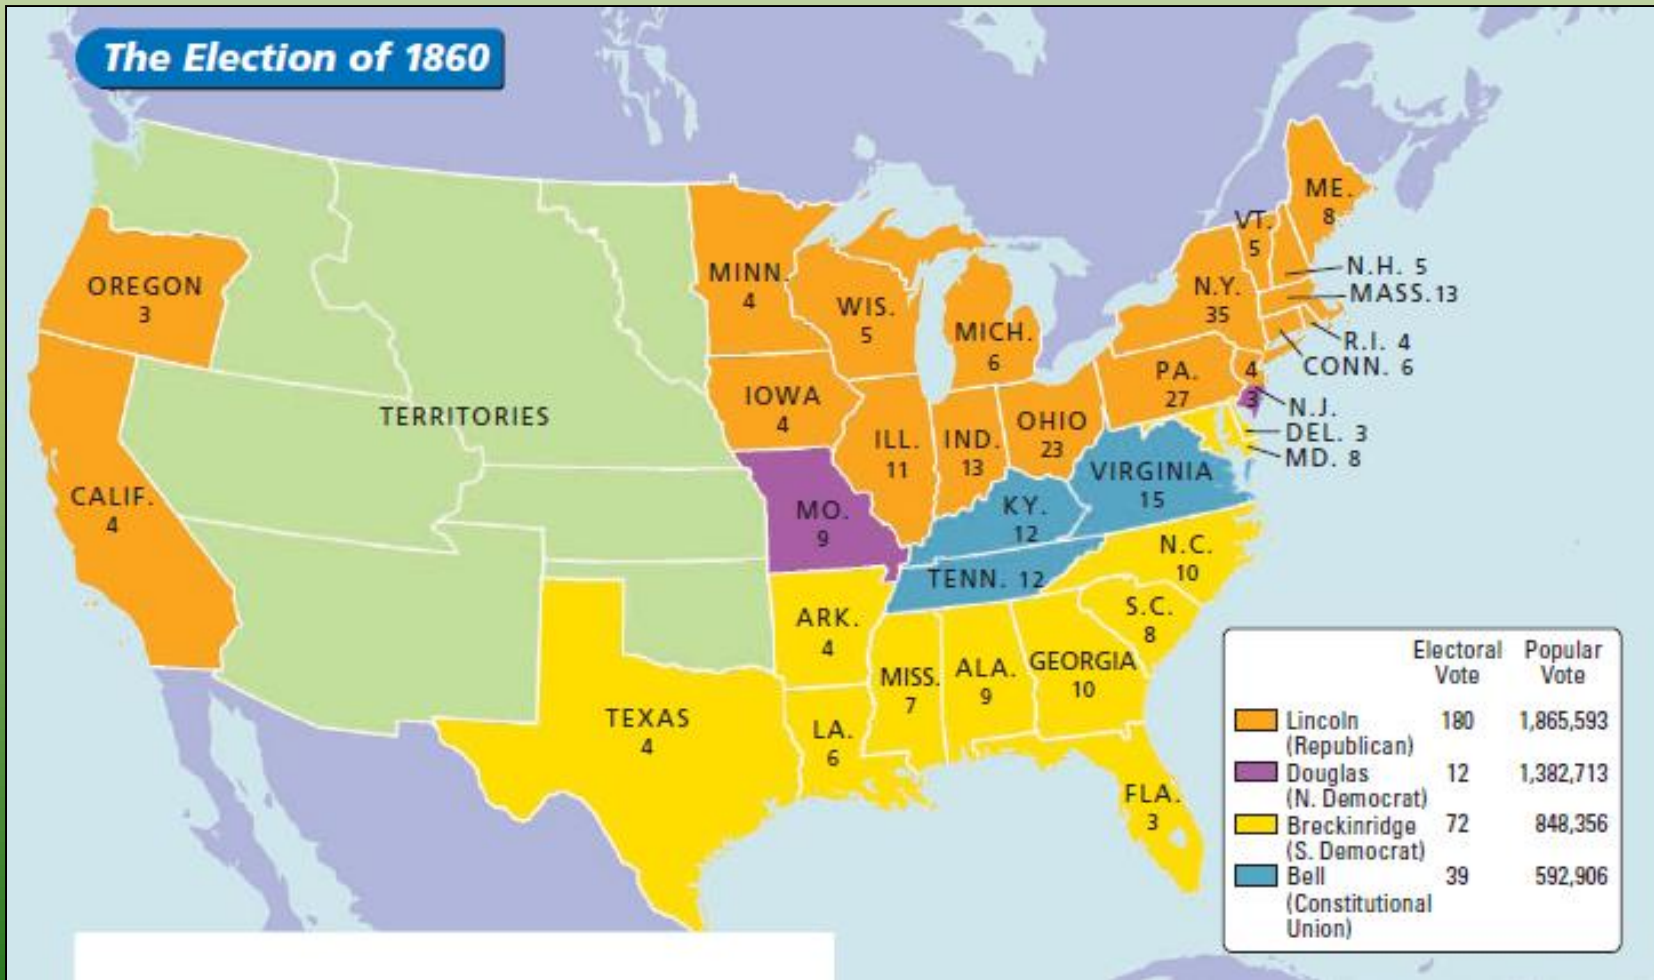 The Election of 1860
OREGON
3
CALIF.
4
TERRITORIES
MINN.
4
IOWA
4
MO.
9
WIS.
5
MICH.
6
ILL.
11
IND.
13
OHIO
23
KY.
12
TENN. 12
VIRGINIA
15
PA.
27
N.Y.
35
VT.
5
ME.
8
N.H. 5
MASS. 13
R.I. 4
CONN. 6
4
3
N.J.
DEL. 3
MD. 8
N.C.
10
S.C.
8
GEORGIA
10
ALA.
9
MISS.
7
ARK.
4
LA.
6
TEXAS
4
FLA.
3
Electoral Popular
Vote Vote
Lincoln 180 1,865,593
(Republican)
Douglas 12 1,382,713
(N. Democrat)
Breckinridge 72 848,356
(S. Democrat)
Bell 39 592,906
(Constitutional
Union)